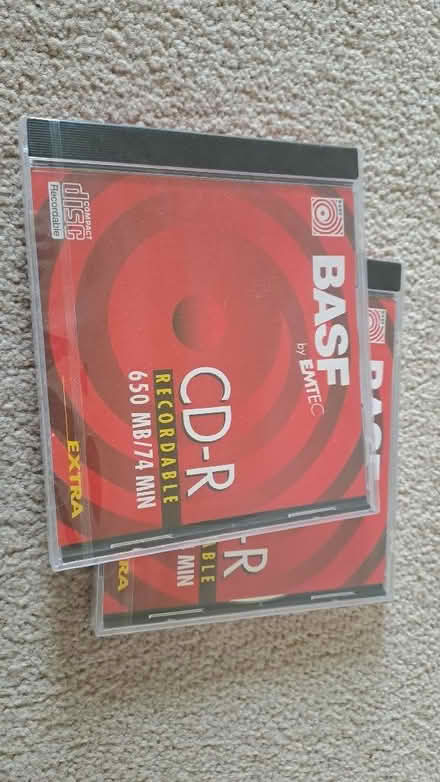 BASF
by EMTEC
CD-R
RECORDABLE
650 MB/74 MIN
EXTRA
COMPACT
disc
Recordable
BASF
-R
ABLE
MIN
RA